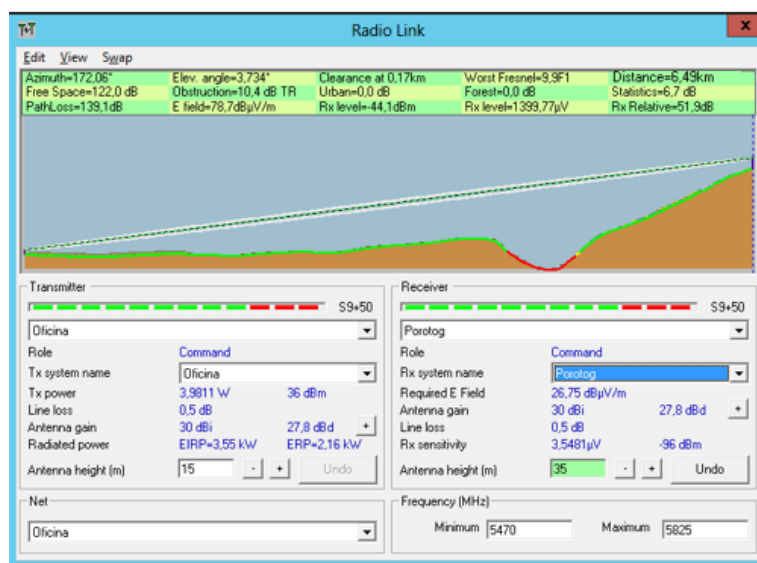 Radio Link
Edit View Swap
Azimuth=172,06° Elev. angle=3,734° Clearance at 0,17km Worst Fresnel=9,9F1 Distance=6,49km
Free Space=122,0 dB Obstruction=10,4 dB TR Urban=0,0 dB Forest=0,0 dB Statistics=6,7 dB
PathLoss=139,1dB E field=78,7dBµV/m Rx level=-44,1dBm Rx level=1399,77µV Rx Relative=51,9dB
Transmitter
S9+50
Oficina
Role Command
Tx system name Oficina
Tx power 3,9811 W 36 dBm
Line loss 0,5 dB
Antenna gain 30 dBi 27,8 dBd +
Radiated power EIRP=3,55 kW ERP=2,16 kW
Antenna height (m) 15 - + Undo
Net
Oficina
Receiver
S9+50
Porotog
Role Command
Rx system name Porotog
Required E Field 26,75 dBµV/m
Antenna gain 30 dBi 27,8 dBd +
Line loss 0,5 dB
Rx sensitivity 3,5481µV -96 dBm
Antenna height (m) 35 - + Undo
Frequency (MHz)
Minimum 5470 Maximum 5825